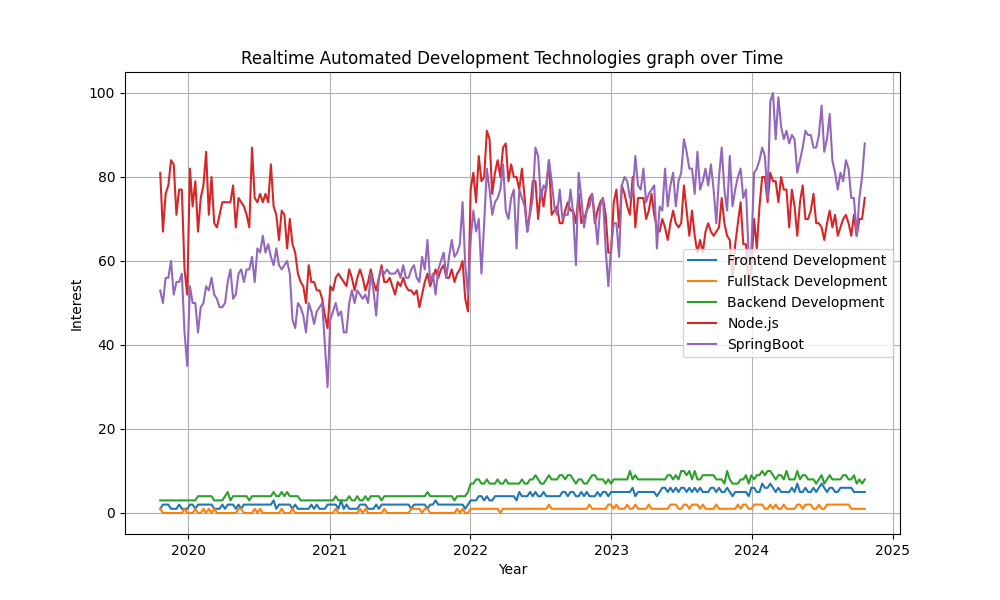 Realtime Automated Development Technologies graph over Time
Interest
100
80
60
40
20
0
Frontend Development
FullStack Development
Backend Development
Node.js
SpringBoot
2020 2021 2022 2023 2024 2025
Year